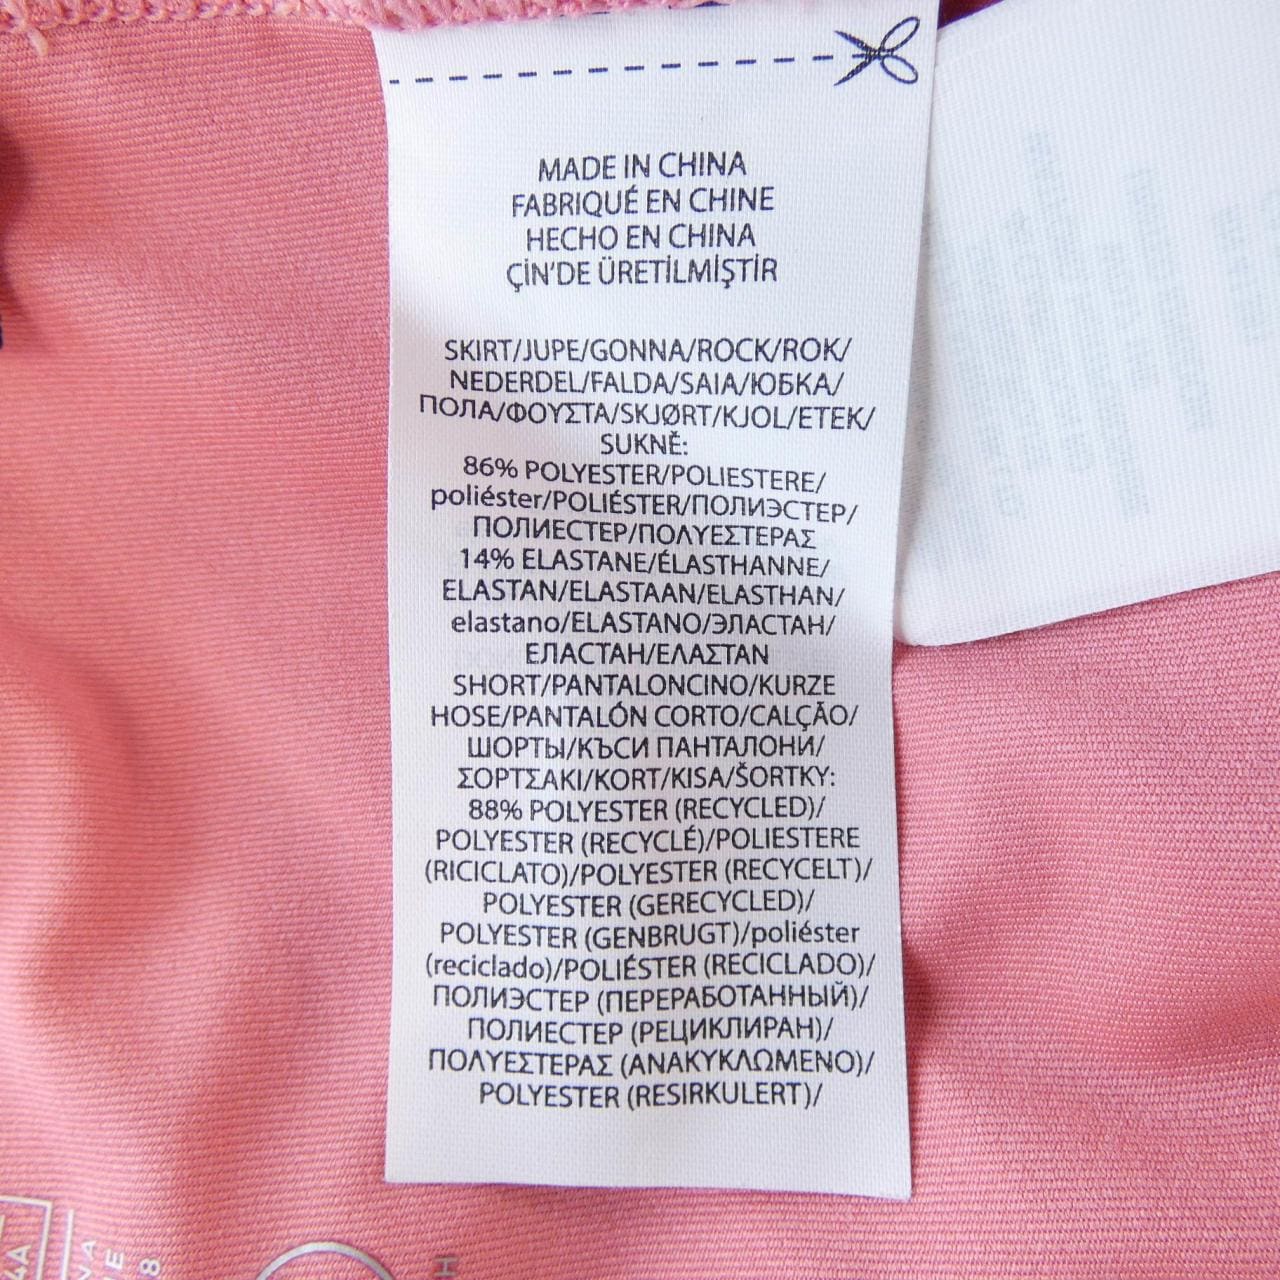 MADE IN CHINA
FABRIQUÉ EN CHINE
HECHO EN CHINA
ÇİN'DE ÜRETİLMİŞTİR
SKIRT/JUPE/GONNA/ROCK/ROK/
NEDERDEL/FALDA/SAIA/ЮБКА/
ПОЛА/ΦΟΥΣΤΑ/SKJØRT/KJOL/ETEK/
SUKNĚ:
86% POLYESTER/POLIESTERE/
poliéster/POLIÉSTER/ПОЛИЭСТЕР/
ПОЛИЕСТЕР/ΠΟΛΥΕΣΤΕΡΑΣ
14% ELASTANE/ÉLASTHANNE/
ELASTAN/ELASTAAN/ELASTHAN/
elastano/ELASTANO/ЭЛАСТАН/
ЕЛАСТАН/ΕΛΑΣΤΑΝ
SHORT/PANTALONCINO/KURZE
HOSE/PANTALÓN CORTO/CALÇÃO/
ШОРТЫ/КЪСИ ПАНТАЛОНИ/
ΣΟΡΤΣΑΚΙ/KORT/KISA/ŠORTKY:
88% POLYESTER (RECYCLED)/
POLYESTER (RECYCLÉ)/POLIESTERE
(RICICLATO)/POLYESTER (RECYCELT)/
POLYESTER (GERECYCLED)/
POLYESTER (GENBRUGT)/poliéster
(reciclado)/POLIÉSTER (RECICLADO)/
ПОЛИЭСТЕР (ПЕРЕРАБОТАННЫЙ)/
ПОЛИЕСТЕР (РЕЦИКЛИРАН)/
ΠΟΛΥΕΣΤΕΡΑΣ (ΑΝΑΚΥΚΛΩΜΕΝΟ)/
POLYESTER (RESIRKULERT)/